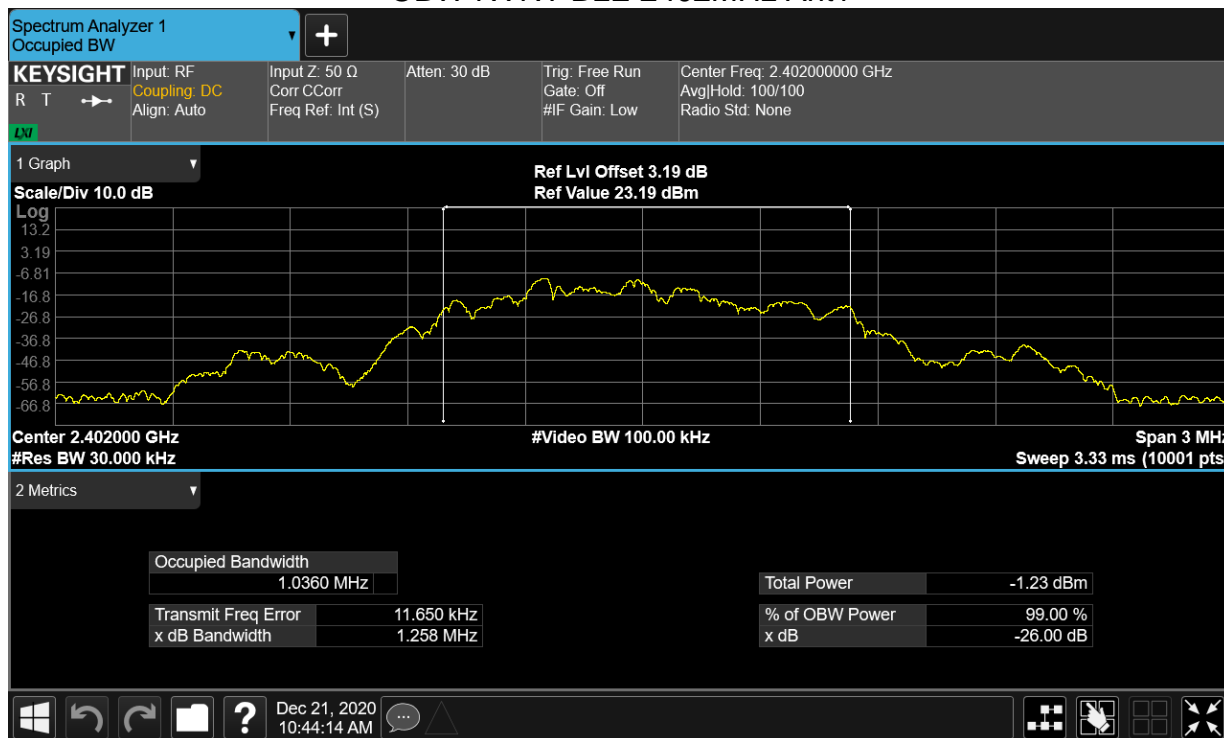 Spectrum Analyzer 1
Occupied BW
KEYSIGHT
R T
LXI
Input: RF
Coupling: DC
Align: Auto
Input Z: 50 Ω
Corr CCorr
Freq Ref: Int (S)
Atten: 30 dB
Trig: Free Run
Gate: Off
#IF Gain: Low
Center Freq: 2.402000000 GHz
Avg|Hold: 100/100
Radio Std: None
1 Graph
Scale/Div 10.0 dB
Ref Lvl Offset 3.19 dB
Ref Value 23.19 dBm
Log
13.2
3.19
-6.81
-16.8
-26.8
-36.8
-46.8
-56.8
-66.8
Center 2.402000 GHz
#Res BW 30.000 kHz
#Video BW 100.00 kHz
Span 3 MHz
Sweep 3.33 ms (10001 pts
2 Metrics
Occupied Bandwidth
1.0360 MHz
Transmit Freq Error 11.650 kHz
x dB Bandwidth 1.258 MHz
Total Power -1.23 dBm
% of OBW Power 99.00 %
x dB -26.00 dB
?
Dec 21, 2020
10:44:14 AM